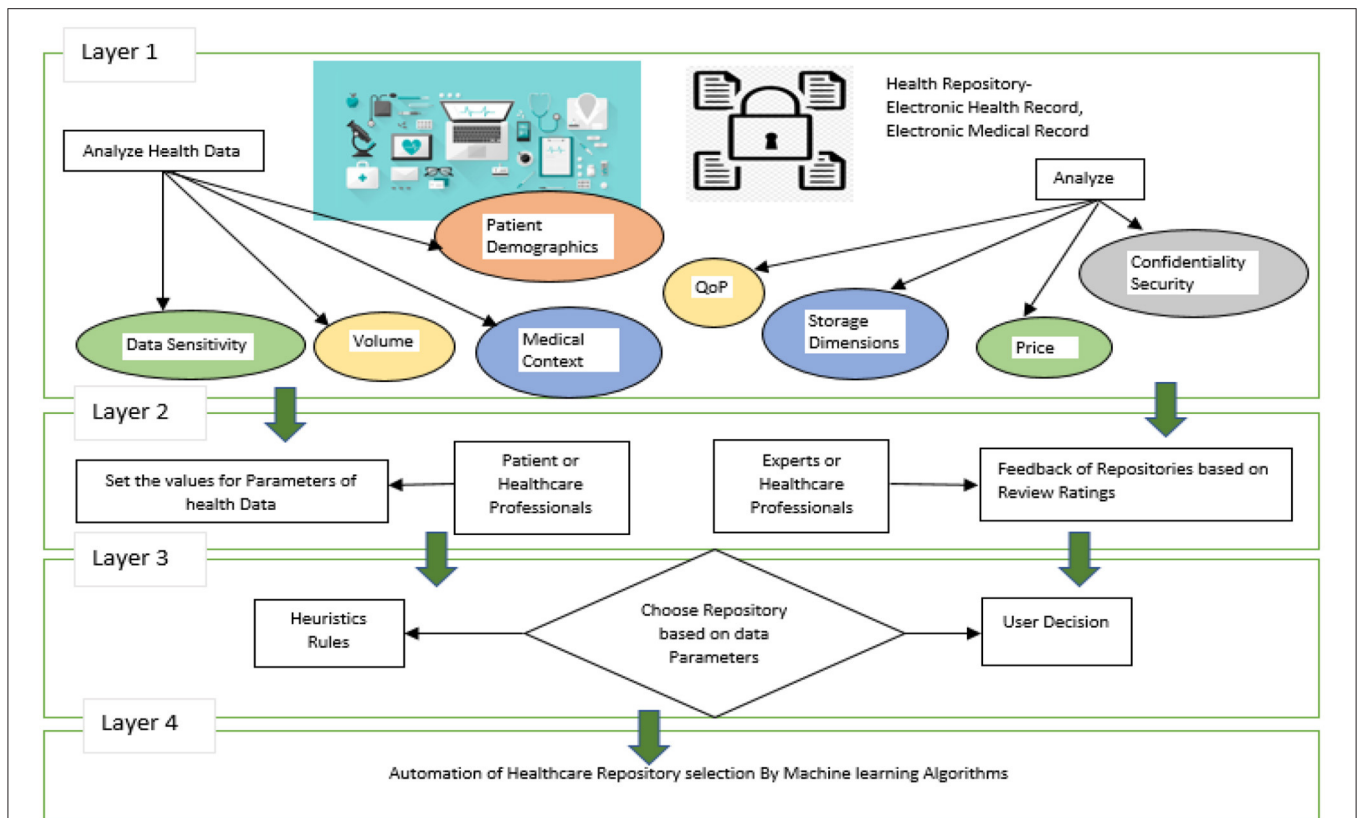 Layer 1
Health Repository-
Electronic Health Record,
Electronic Medical Record
Analyze Health Data
Analyze
Patient
Demographics
Confidentiality
Security
QoP
Storage
Dimensions
Data Sensitivity
Volume
Medical
Context
Price
Layer 2
Set the values for Parameters of
health Data
Patient or
Healthcare
Professionals
Experts or
Healthcare
Professionals
Feedback of Repositories based on
Review Ratings
Layer 3
Heuristics
Rules
Choose Repository
based on data
Parameters
User Decision
Layer 4
Automation of Healthcare Repository selection By Machine learning Algorithms